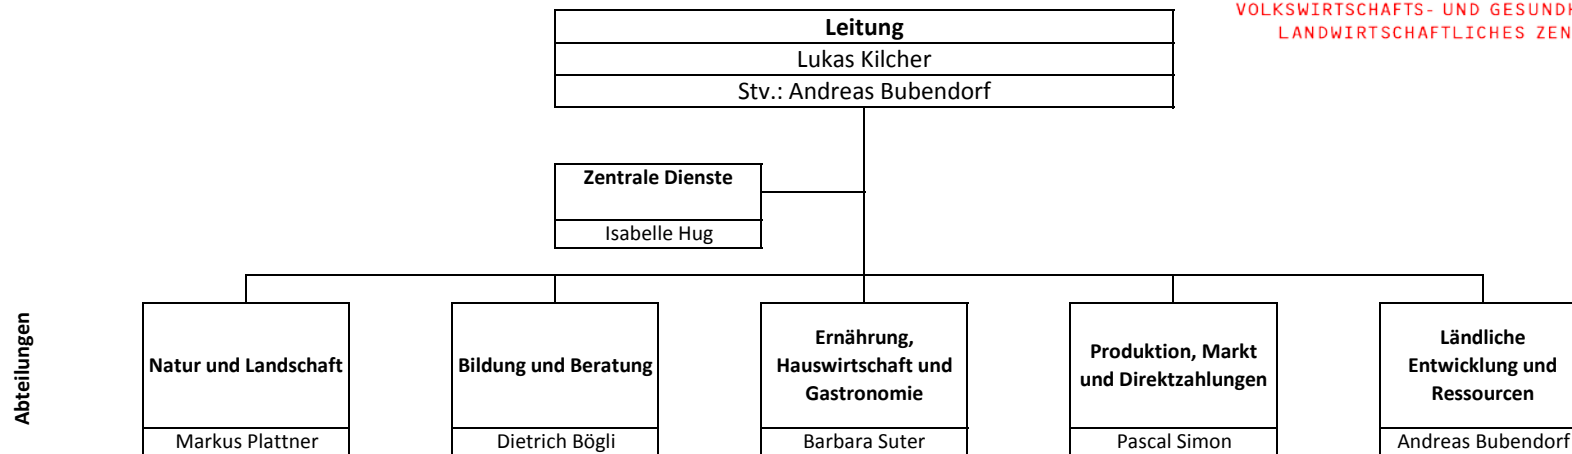 VOLKSWIRTSCHAFTS- UND
LANDWIRTSCHAFTLICHES
Leitung
Lukas Kilcher
Stv.: Andreas Bubendorf
Zentrale Dienste
Isabelle Hug
Abteilungen
Natur und Landschaft
Markus Plattner
Bildung und Beratung
Dietrich Bögli
Ernährung,
Hauswirtschaft und
Gastronomie
Barbara Suter
Produktion, Markt
und Direktzahlungen
Pascal Simon
Ländliche
Entwicklung und
Ressourcen
Andreas Bubendorf